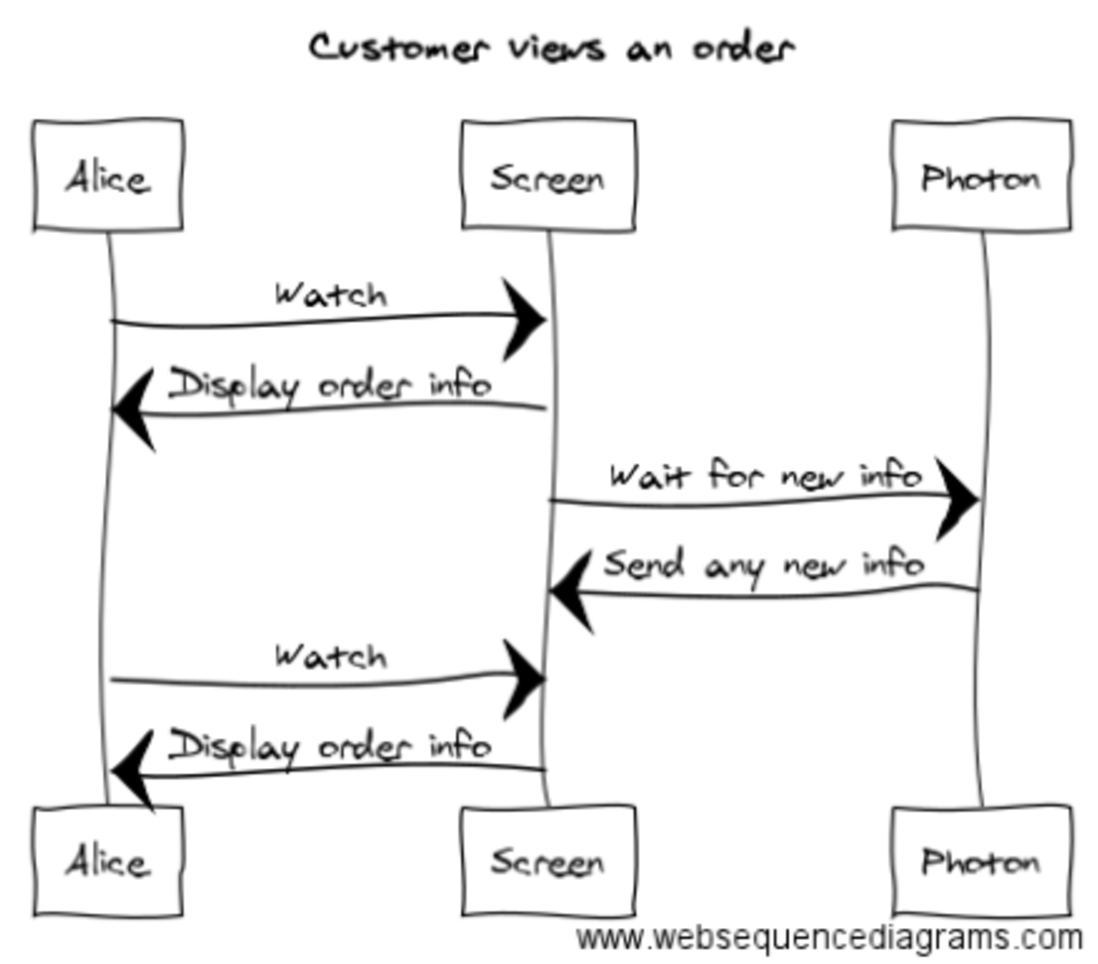 Customer views an order
Alice
Screen
Photon
Watch
Display order info
Wait for new info
Send any new info
Watch
Display order info
Alice
Screen
Photon
www.websequencediagrams.com